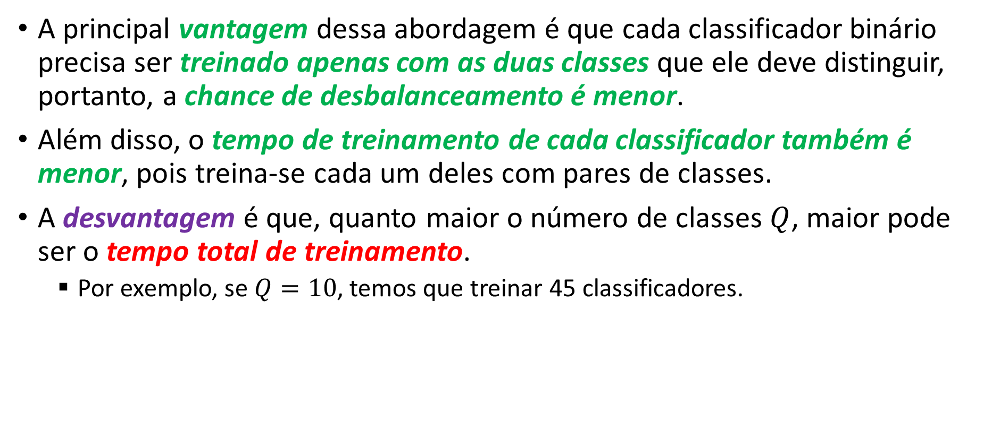 • A principal vantagem dessa abordagem é que cada classificador binário
precisa ser treinado apenas com as duas classes que ele deve distinguir,
portanto, a chance de desbalanceamento é menor.
• Além disso, o tempo de treinamento de cada classificador também é
menor, pois treina-se cada um deles com pares de classes.
• A desvantagem é que, quanto maior o número de classes Q, maior pode
ser o tempo total de treinamento.
▪ Por exemplo, se Q = 10, temos que treinar 45 classificadores.